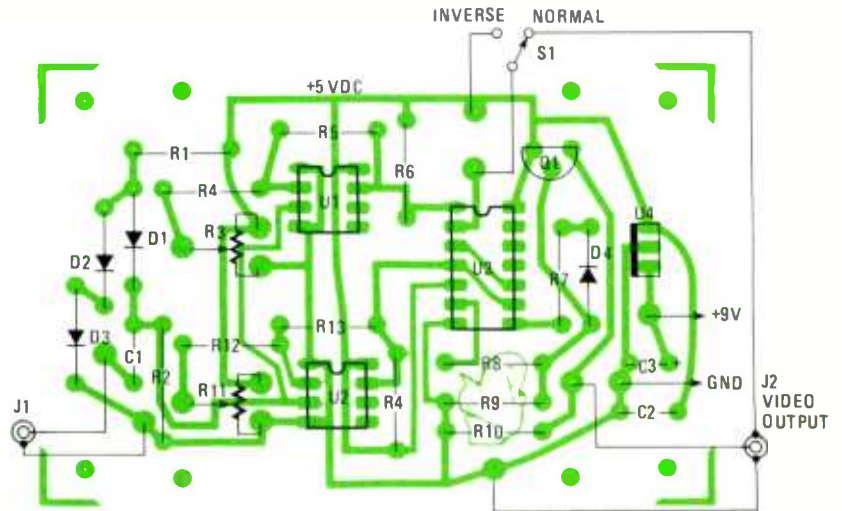 INVERSE NORMAL
S1
+5 VDC
R1
R5
R6
Q1
R4
U1
U4
R3
D1
D2
U3
R7
D4
+9V
D3
C1
R2
R12
R13
R8
C3
GND
R11
U2
R4
R9
C2
R10
J1
J2
VIDEO
OUTPUT